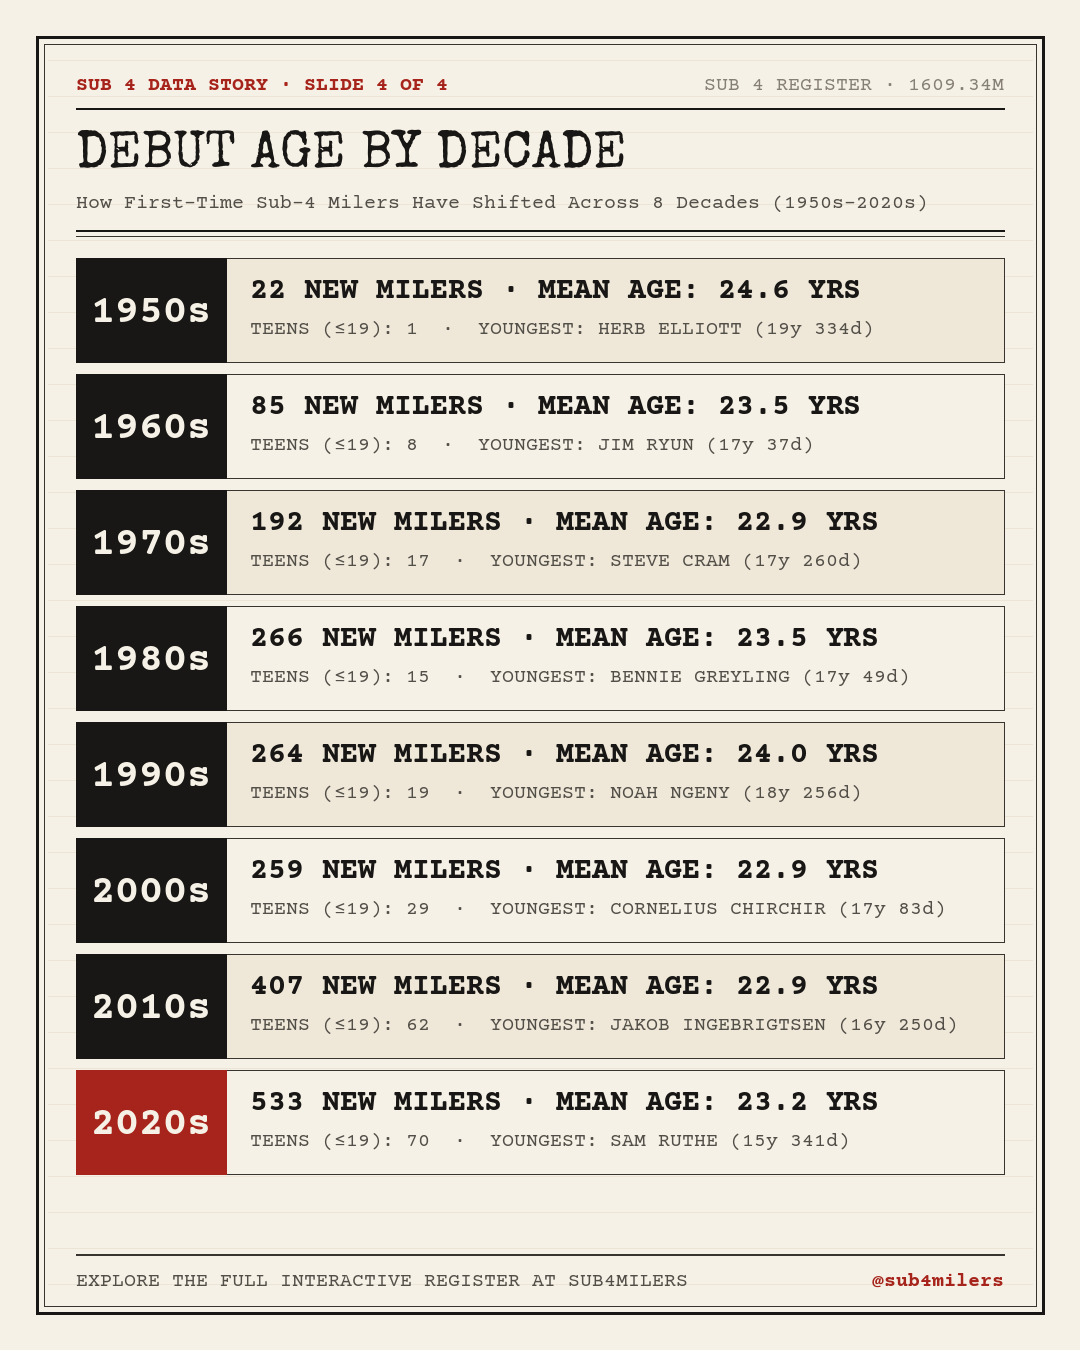 SUB 4 DATA STORY · SLIDE 4 OF 4
SUB 4 REGISTER · 1609.34M
DEBUT AGE BY DECADE
How First-Time Sub-4 Milers Have Shifted Across 8 Decades (1950s-2020s)
1950s
22 NEW MILERS · MEAN AGE: 24.6 YRS
TEENS (≤19): 1 · YOUNGEST: HERB ELLIOTT (19y 334d)
1960s
85 NEW MILERS · MEAN AGE: 23.5 YRS
TEENS (≤19): 8 · YOUNGEST: JIM RYUN (17y 37d)
1970s
192 NEW MILERS · MEAN AGE: 22.9 YRS
TEENS (≤19): 17 · YOUNGEST: STEVE CRAM (17y 260d)
1980s
266 NEW MILERS · MEAN AGE: 23.5 YRS
TEENS (≤19): 15 · YOUNGEST: BENNIE GREYLING (17y 49d)
1990s
264 NEW MILERS · MEAN AGE: 24.0 YRS
TEENS (≤19): 19 · YOUNGEST: NOAH NGENY (18y 256d)
2000s
259 NEW MILERS · MEAN AGE: 22.9 YRS
TEENS (≤19): 29 · YOUNGEST: CORNELIUS CHIRCHIR (17y 83d)
2010s
407 NEW MILERS · MEAN AGE: 22.9 YRS
TEENS (≤19): 62 · YOUNGEST: JAKOB INGEBRIGTSEN (16y 250d)
2020s
533 NEW MILERS · MEAN AGE: 23.2 YRS
TEENS (≤19): 70 · YOUNGEST: SAM RUTHE (15y 341d)
EXPLORE THE FULL INTERACTIVE REGISTER AT SUB4MILERS
@sub4milers